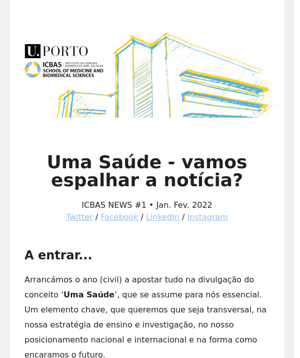 U. PORTO
ICBAS INSTITUTO DE CIÊNCIAS
BIOMÉDICAS ABEL SALAZAR
SCHOOL OF MEDICINE AND
BIOMEDICAL SCIENCES
Uma Saúde - vamos
espalhar a notícia?
ICBAS NEWS #1 • Jan. Fev. 2022
Twitter / Facebook / LinkedIn / Instagram
A entrar...
Arrancámos o ano (civil) a apostar tudo na divulgação do
conceito ‘Uma Saúde’, que se assume para nós essencial.
Um elemento chave, que queremos que seja transversal, na
nossa estratégia de ensino e investigação, no nosso
posicionamento nacional e internacional e na forma como
encaramos o futuro.